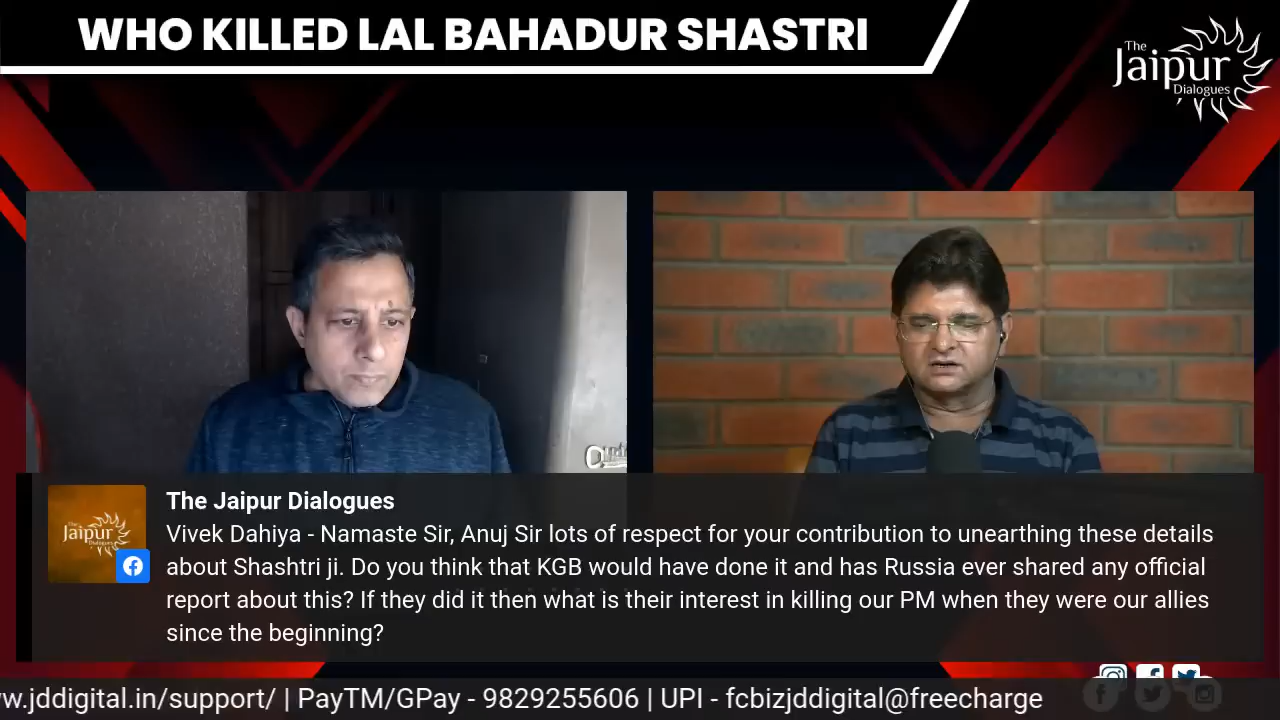 WHO KILLED LAL BAHADUR SHASTRI
The
Jaipur
Dialogues
The Jaipur Dialogues
The
Jaipur
Dialogues
Vivek Dahiya - Namaste Sir, Anuj Sir lots of respect for your contribution to unearthing these details
about Shashtri ji. Do you think that KGB would have done it and has Russia ever shared any official
report about this? If they did it then what is their interest in killing our PM when they were our allies
since the beginning?
w.jddigital.in/support/ | PayTM/GPay - 9829255606 | UPI - fcbizjddigital@freecharge